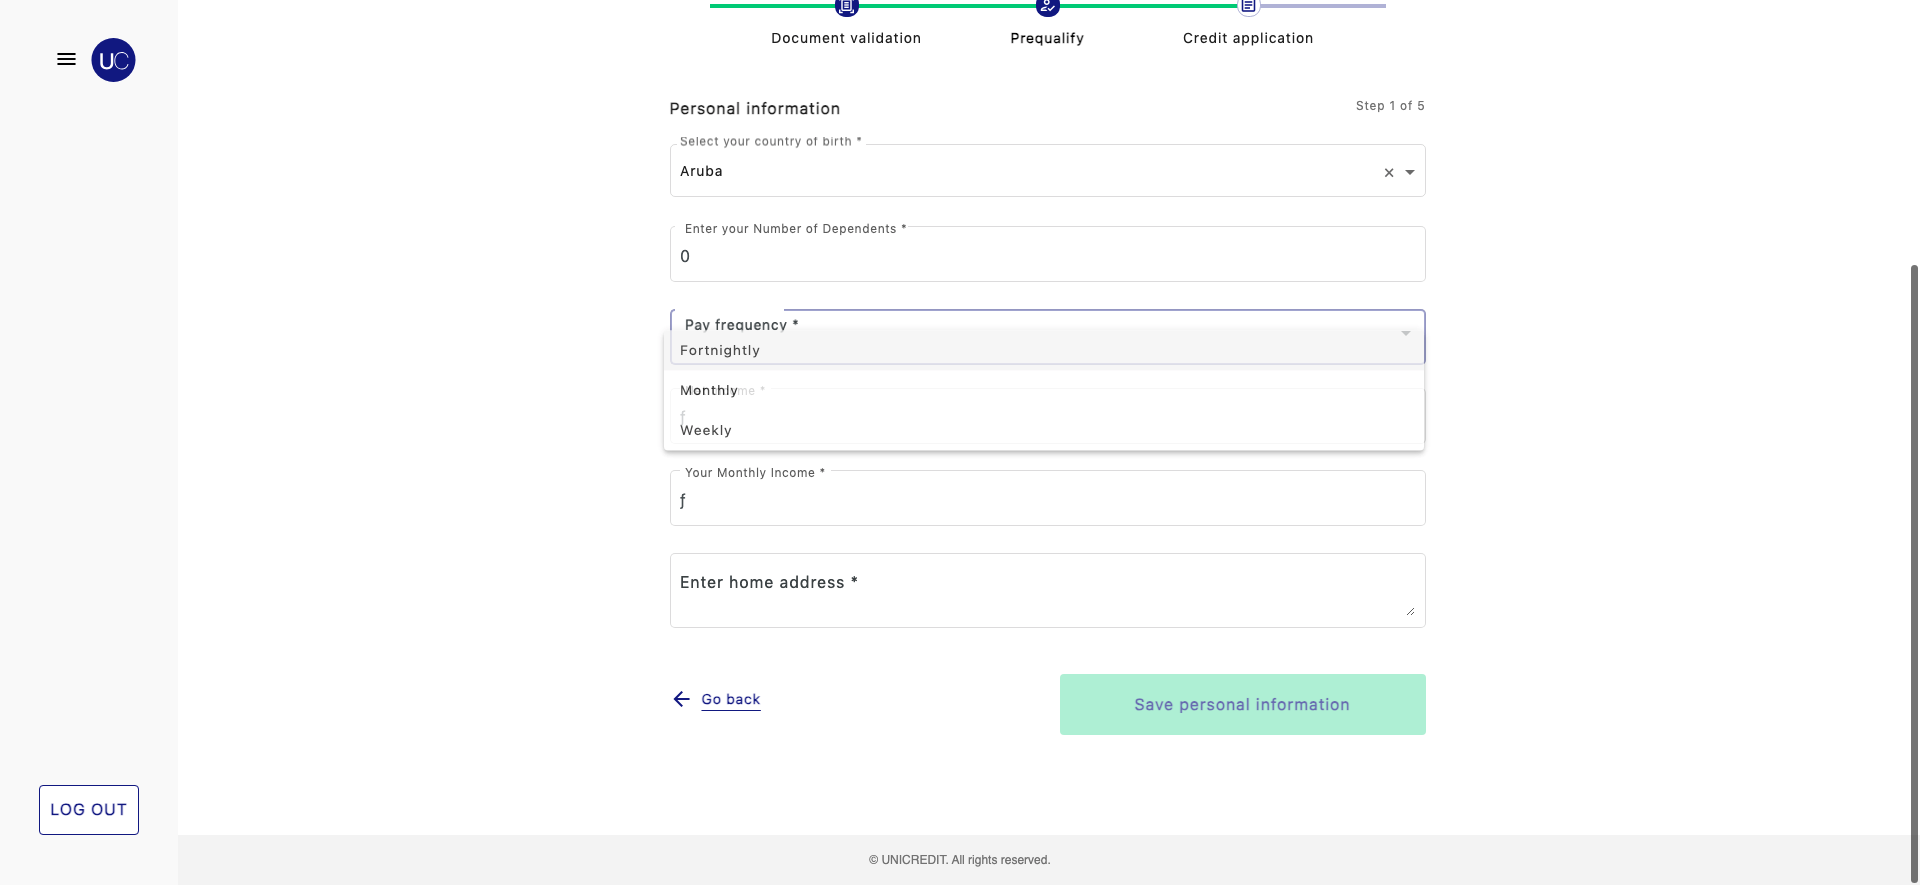 UC
Document validation
Prequalify
Credit application
Personal information
Step 1 of 5
Select your country of birth *
Aruba
Enter your Number of Dependents *
0
Pay frequency *
Fortnightly
Monthly
Weekly
Your Monthly Income *
ƒ
Enter home address *
Go back
Save personal information
LOG OUT
© UNICREDIT. All rights reserved.